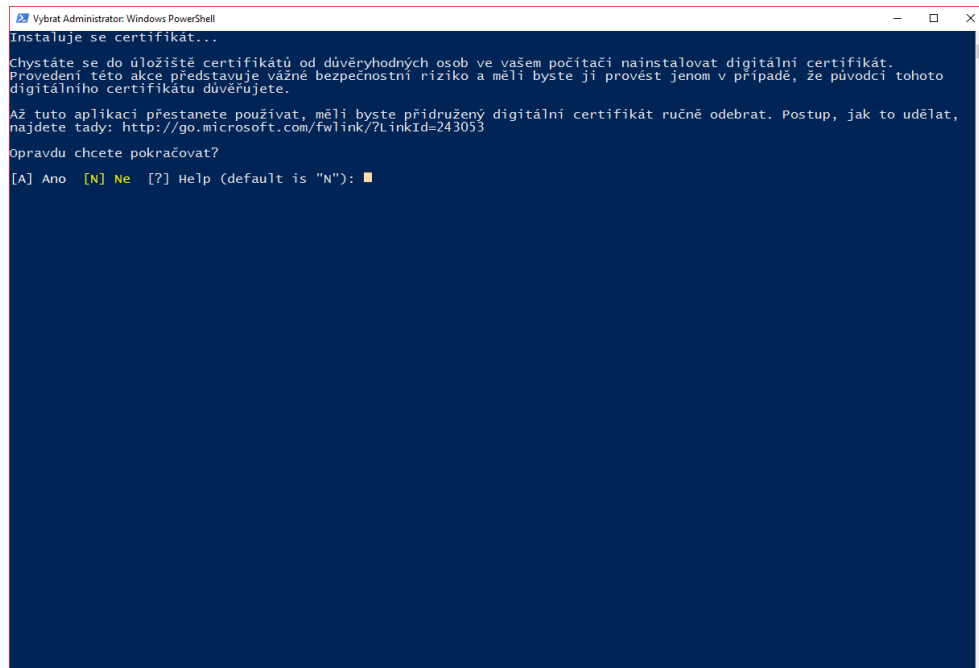 Vybrat Administrator: Windows PowerShell
Instaluje se certifikát...
Chystáte se do úložiště certifikátů od důvěryhodných osob ve vašem počítači nainstalovat digitální certifikát.
Provedení této akce představuje vážné bezpečnostní riziko a měli byste ji provést jenom v případě, že původci tohoto
digitálního certifikátu důvěřujete.
Až tuto aplikaci přestanete používat, měli byste přidružený digitální certifikát ručně odebrat. Postup, jak to udělat,
najdete tady: http://go.microsoft.com/fwlink/?LinkId=243053
Opravdu chcete pokračovat?
[A] Ano  [N] Ne  [?] Help (default is "N"):